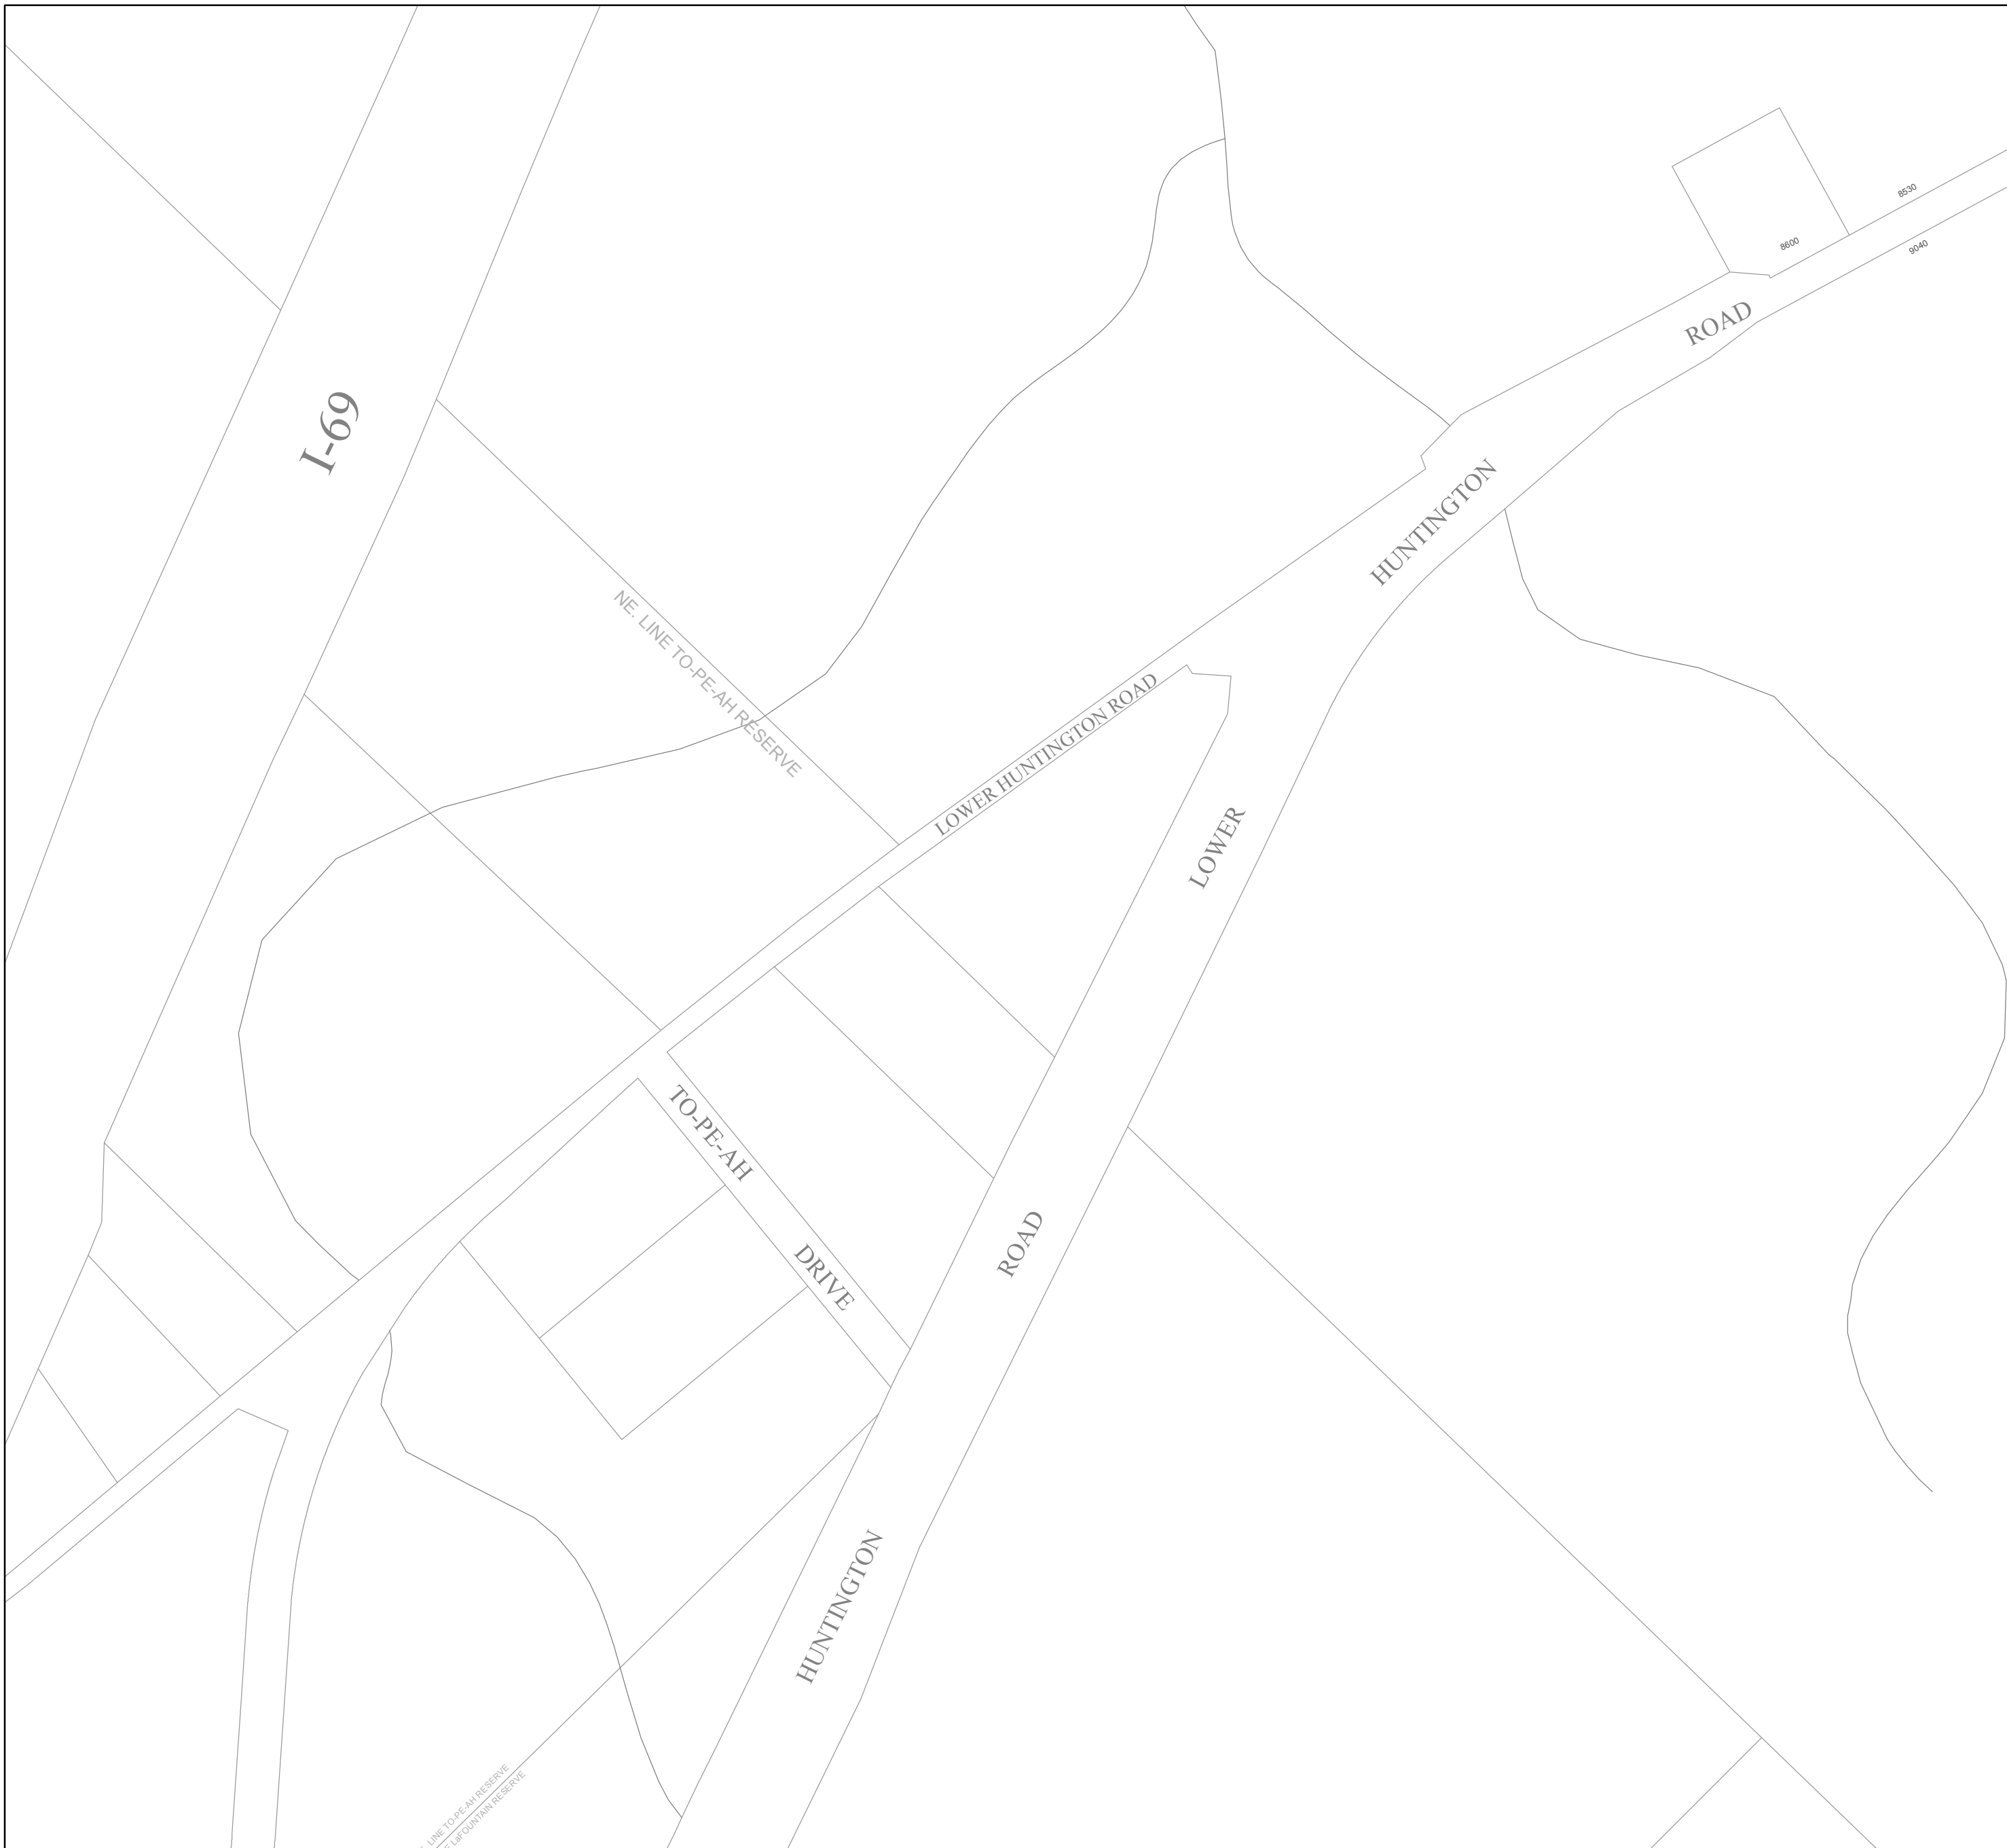 8530
8600
9040
ROAD
I-69
HUNTINGTON
NE. LINE TO-PE-AH RESERVE
LOWER HUNTINGTON ROAD
LOWER
TO-PE-AH
DRIVE
ROAD
HUNTINGTON
LINE TO-PE-AH RESERVE
LaFOUNTAIN RESERVE